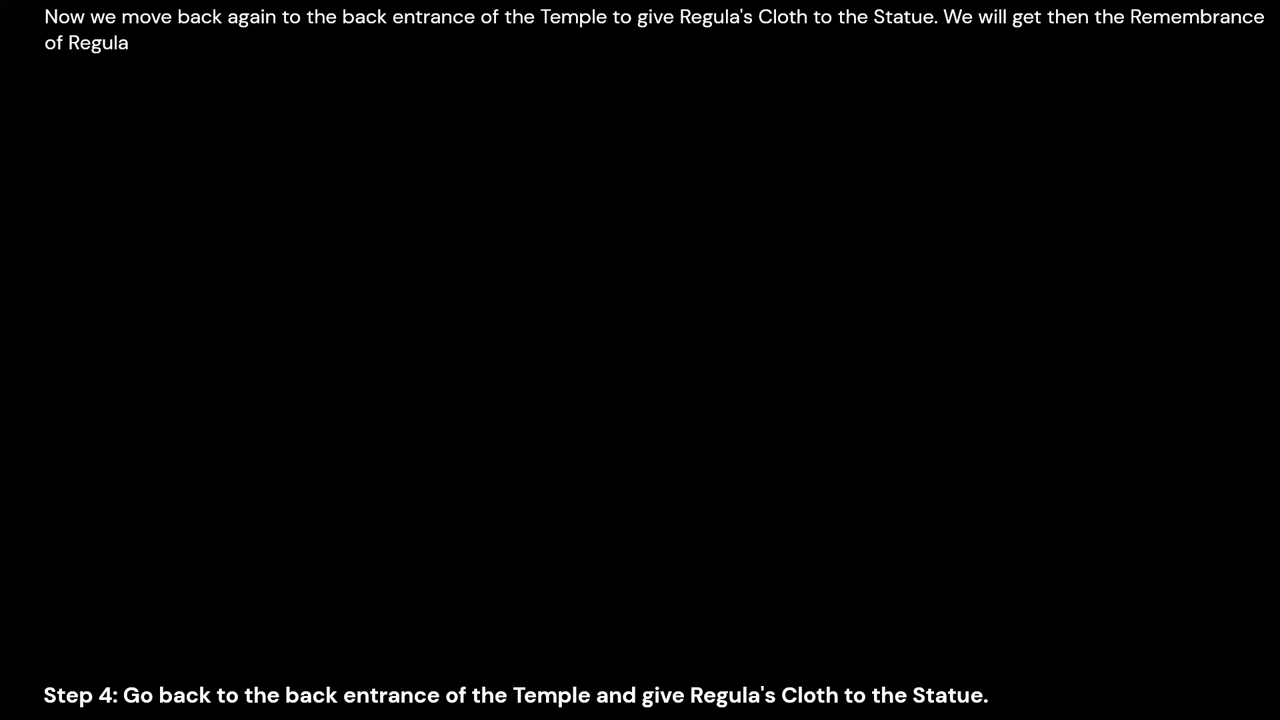 Now we move back again to the back entrance of the Temple to give Regula's Cloth to the Statue. We will get then the Remembrance
of Regula
Step 4: Go back to the back entrance of the Temple and give Regula's Cloth to the Statue.